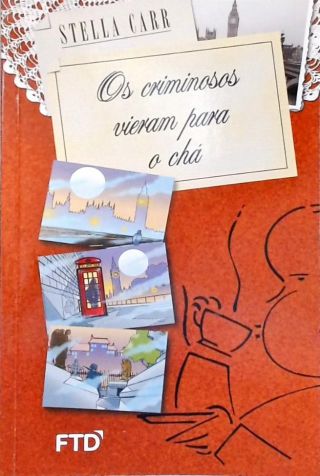 STELLA CARR
Os criminosos
vieram para
o chá
FTD